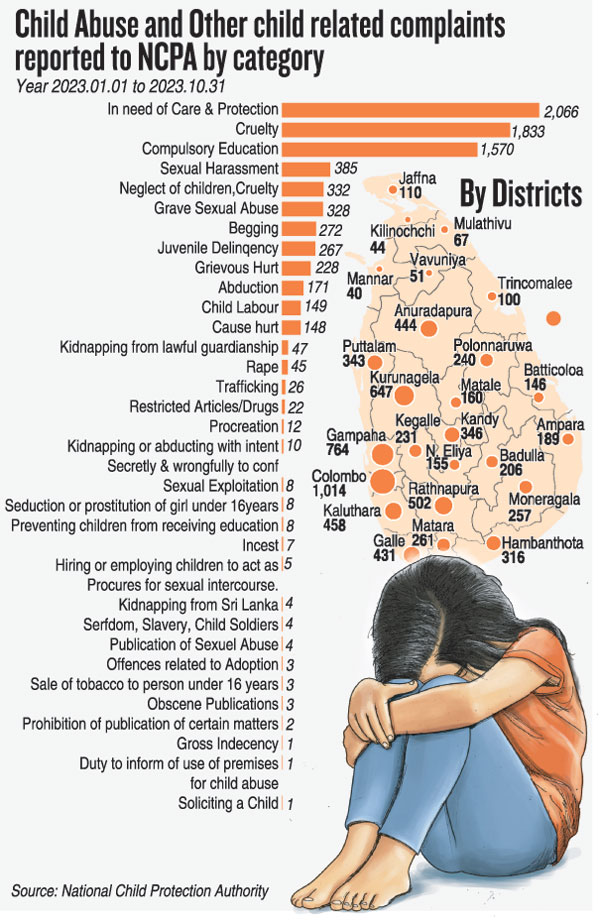 Child Abuse and Other child related complaints
reported to NCPA by category
Year 2023.01.01 to 2023.10.31
In need of Care & Protection 2,066
Cruelty 1,833
Compulsory Education 1,570
Sexual Harassment 385
Neglect of children,Cruelty 332
Grave Sexual Abuse 328
Begging 272
Juvenile Delinqency 267
Grievous Hurt 228
Abduction 171
Child Labour 149
Cause hurt 148
Kidnapping from lawful guardianship 47
Rape 45
Trafficking 26
Restricted Articles/Drugs 22
Procreation 12
Kidnapping or abducting with intent 10
Secretly & wrongfully to conf
Sexual Exploitation 8
Seduction or prostitution of girl under 16years 8
Preventing children from receiving education 8
Incest 7
Hiring or employing children to act as 5
Procures for sexual intercourse.
Kidnapping from Sri Lanka 4
Serfdom, Slavery, Child Soldiers 4
Publication of Sexuel Abuse 4
Offences related to Adoption 3
Sale of tobacco to person under 16 years 3
Obscene Publications 3
Prohibition of publication of certain matters 2
Gross Indecency 1
Duty to inform of use of premises 1
for child abuse
Soliciting a Child 1
By Districts
Jaffna
110
Kilinochchi
44
Mulathivu
67
Vavuniya
51
Mannar
40
Trincomalee
100
Anuradapura
444
Puttalam
343
Polonnaruwa
240
Batticoloa
146
Kurunagela
647
Matale
160
Kegalle
231
Kandy
346
Ampara
189
Gampaha
764
N. Eliya
155
Badulla
206
Colombo
1,014
Rathnapura
502
Moneragala
257
Kaluthara
458
Matara
261
Galle
431
Hambanthota
316
Source: National Child Protection Authority